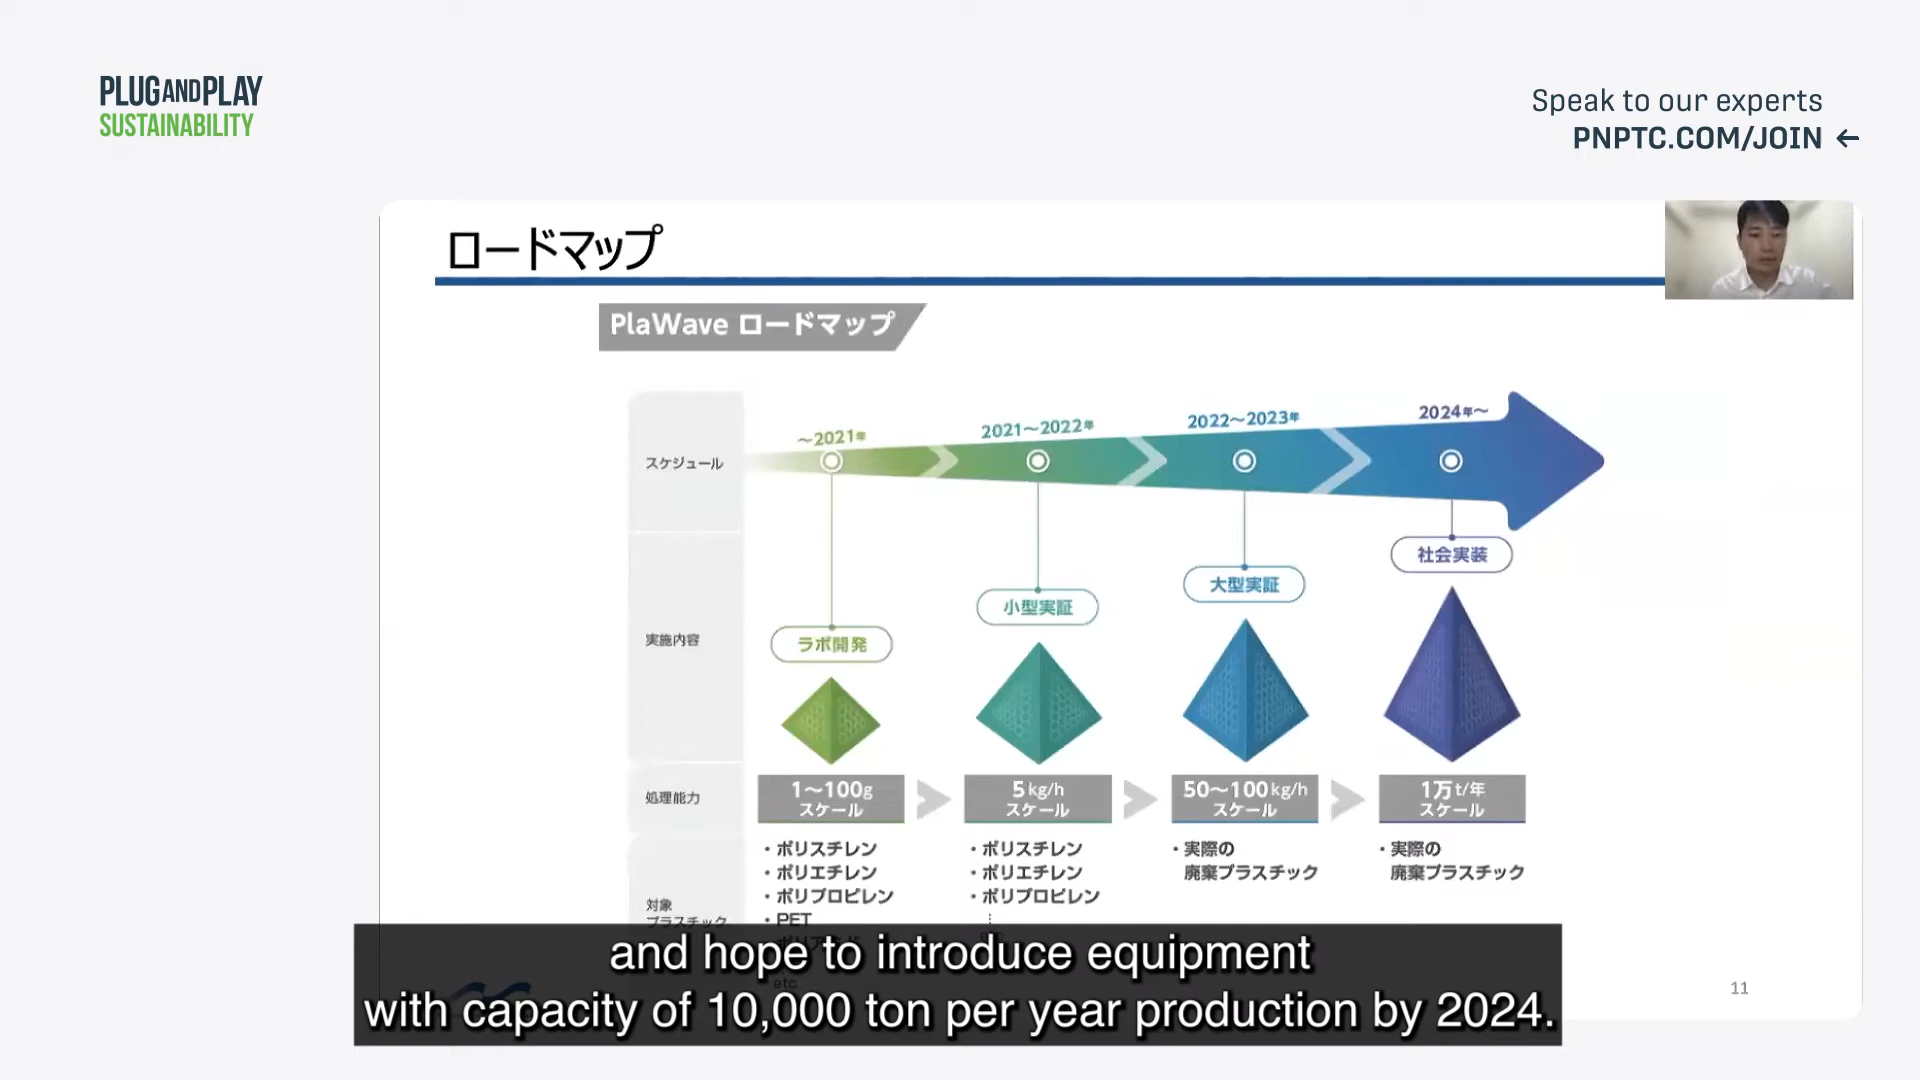 PLUGANDPLAY
SUSTAINABILITY
Speak to our experts
PNPTC.COM/JOIN ←
ロードマップ
PlaWave ロードマップ
スケジュール
～2021年
2021～2022年
2022～2023年
2024年～
実施内容
ラボ開発
小型実証
大型実証
社会実装
処理能力
1～100g
スケール
5kg/h
スケール
50～100kg/h
スケール
1万t/年
スケール
対象
プラスチック
・ポリスチレン
・ポリエチレン
・ポリプロピレン
・PET
etc
・ポリスチレン
・ポリエチレン
・ポリプロピレン
・実際の
廃棄プラスチック
・実際の
廃棄プラスチック
and hope to introduce equipment
with capacity of 10,000 ton per year production by 2024.
11